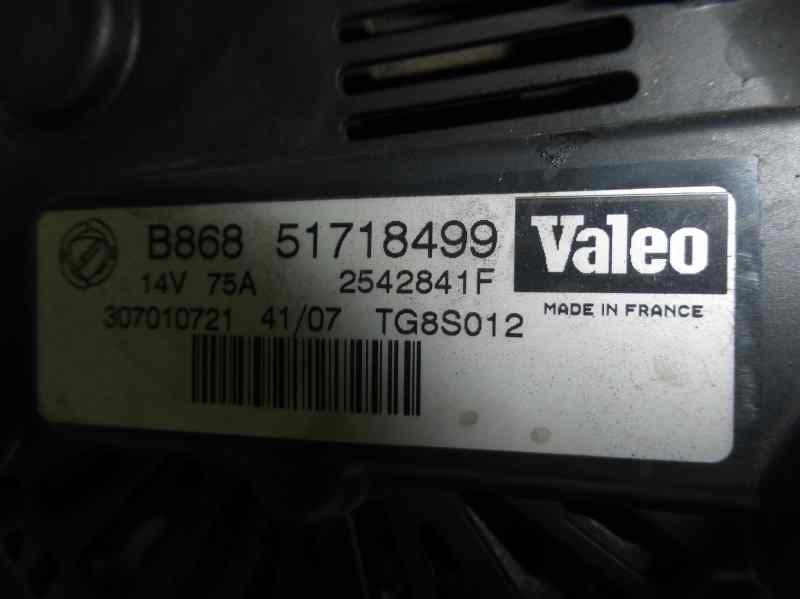 B868 51718499
Valeo
14V 75A 2542841F
MADE IN FRANCE
307010721 41/07 TG8S012